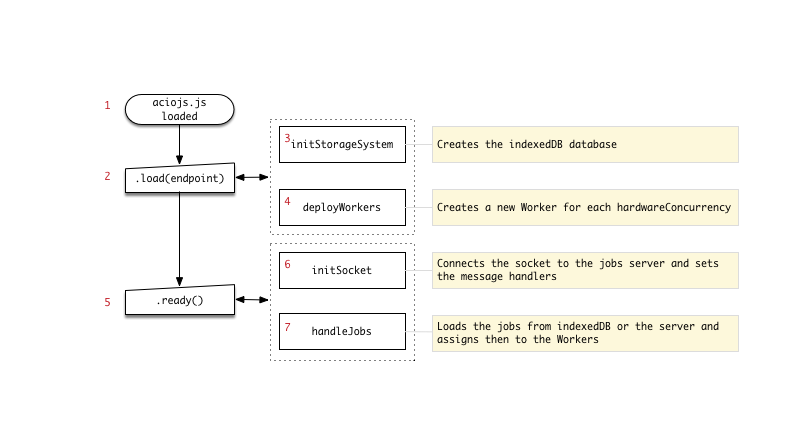 1
aciojs.js
loaded
3
initStorageSystem
Creates the indexedDB database
2
.load(endpoint)
4
deployWorkers
Creates a new Worker for each hardwareConcurrency
6
initSocket
Connects the socket to the jobs server and sets
the message handlers
5
.ready()
7
handleJobs
Loads the jobs from indexedDB or the server and
assigns then to the Workers